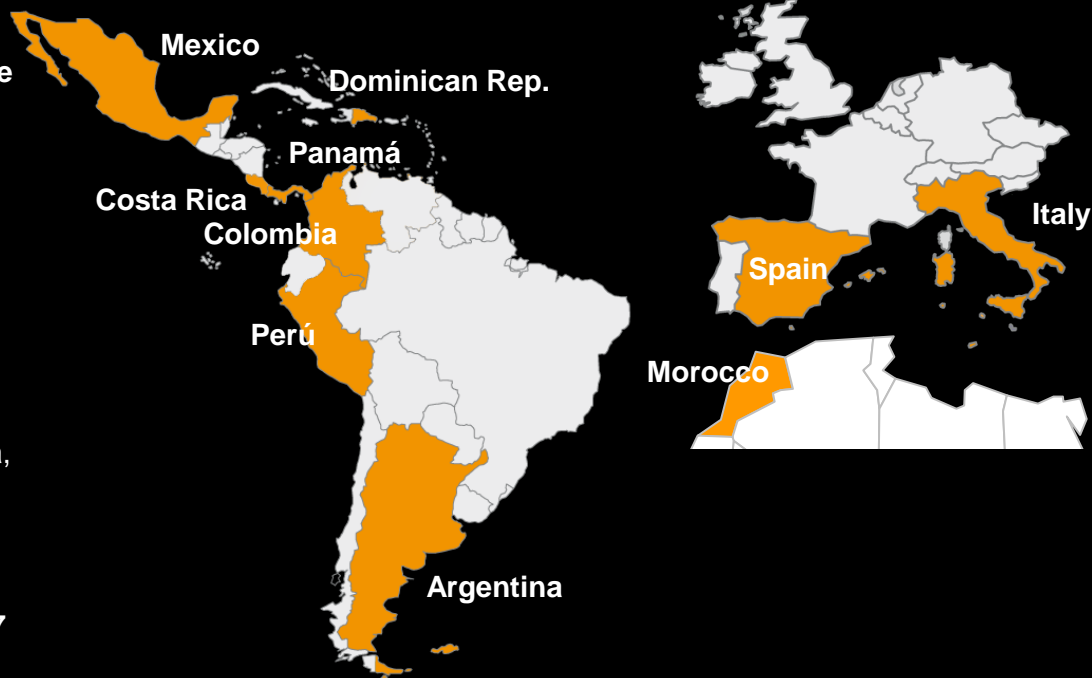 Mexico
e
Dominican Rep.
Panamá
Costa Rica
Colombia
Perú
Argentina
Italy
Spain
Morocco